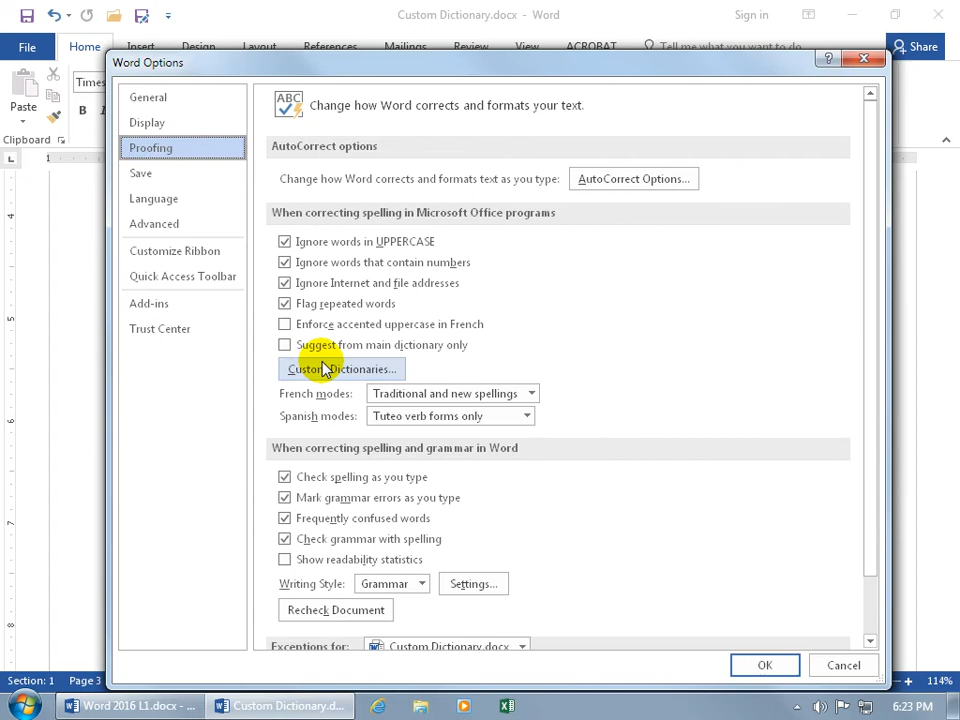 Custom Dictionary.docx - Word
Sign in
File
Home
Insert
Design
Layout
References
Mailings
Review
View
ACROBAT
Tell me what you want to do...
Share
Paste
Times
B
Clipboard
Word Options
General
Display
Proofing
Save
Language
Advanced
Customize Ribbon
Quick Access Toolbar
Add-ins
Trust Center
ABC
Change how Word corrects and formats your text.
AutoCorrect options
Change how Word corrects and formats text as you type:
AutoCorrect Options...
When correcting spelling in Microsoft Office programs
Ignore words in UPPERCASE
Ignore words that contain numbers
Ignore Internet and file addresses
Flag repeated words
Enforce accented uppercase in French
Suggest from main dictionary only
Custom Dictionaries...
French modes: Traditional and new spellings
Spanish modes: Tuteo verb forms only
When correcting spelling and grammar in Word
Check spelling as you type
Mark grammar errors as you type
Frequently confused words
Check grammar with spelling
Show readability statistics
Writing Style: Grammar Settings...
Recheck Document
Exceptions for: Custom Dictionary.docx
OK
Cancel
1
4
5
6
7
8
Section: 1 Page 3
114%
Word 2016 L1.docx - ...
Custom Dictionary.d...
6:23 PM